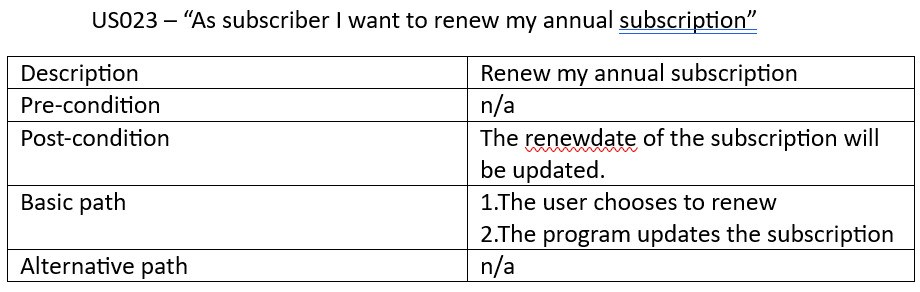 US023 – “As subscriber I want to renew my annual subscription”
Description Renew my annual subscription
Pre-condition n/a
Post-condition The renewdate of the subscription will
be updated.
Basic path 1.The user chooses to renew
2.The program updates the subscription
Alternative path n/a